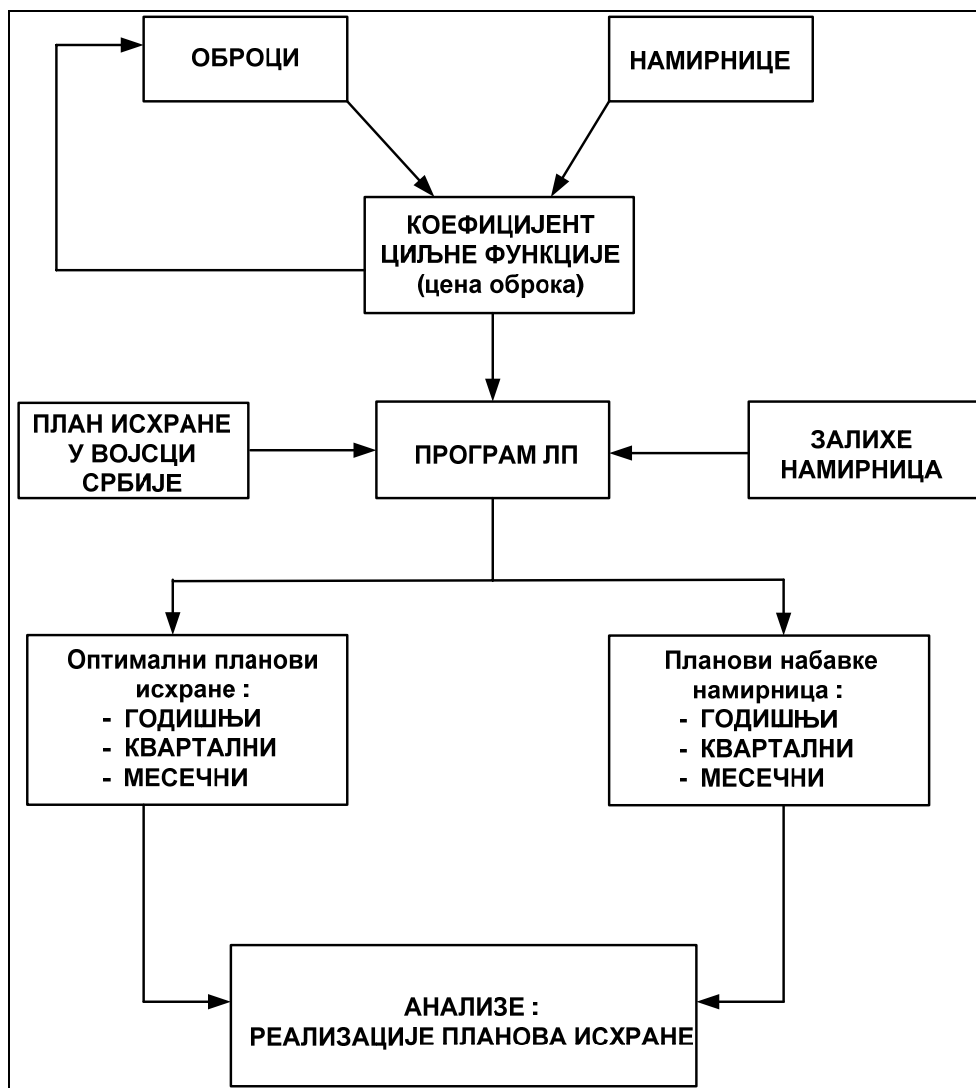 ОБРОЦИ
НАМИРНИЦЕ
КОЕФИЦИЈЕНТ
ЦИЉНЕ ФУНКЦИЈЕ
(цена оброка)
ПЛАН ИСХРАНЕ
У ВОЈСЦИ
СРБИЈЕ
ПРОГРАМ ЛП
ЗАЛИХЕ
НАМИРНИЦА
Оптимални планови
исхране :
- ГОДИШЊИ
- КВАРТАЛНИ
- МЕСЕЧНИ
Планови набавке
намирница :
- ГОДИШЊИ
- КВАРТАЛНИ
- МЕСЕЧНИ
АНАЛИЗЕ :
РЕАЛИЗАЦИЈЕ ПЛАНОВА ИСХРАНЕ